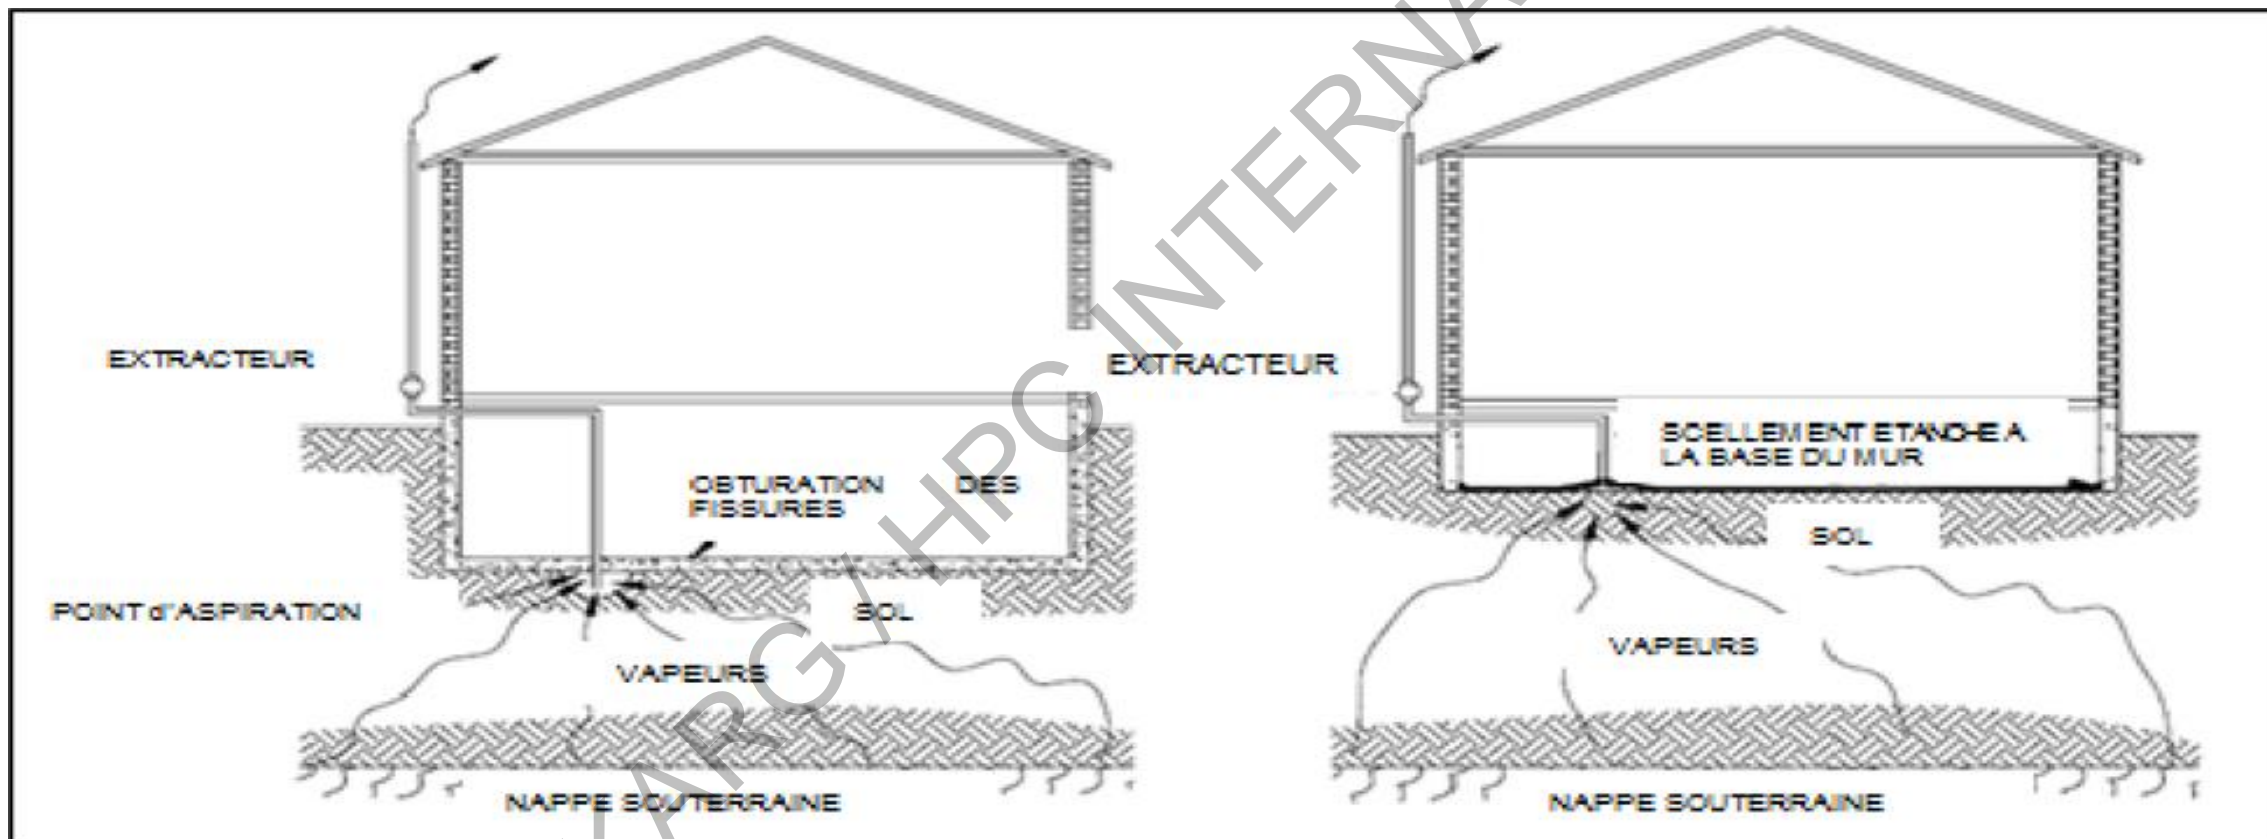 EXTRACTEUR
OBTURATION DES
FISSURES
POINT d'ASPIRATION
SOL
VAPEURS
NAPPE SOUTERRAINE
EXTRACTEUR
SCELLEMENT ETANCHE A
LA BASE DU MUR
SOL
VAPEURS
NAPPE SOUTERRAINE
ARG / HPC INTERNA